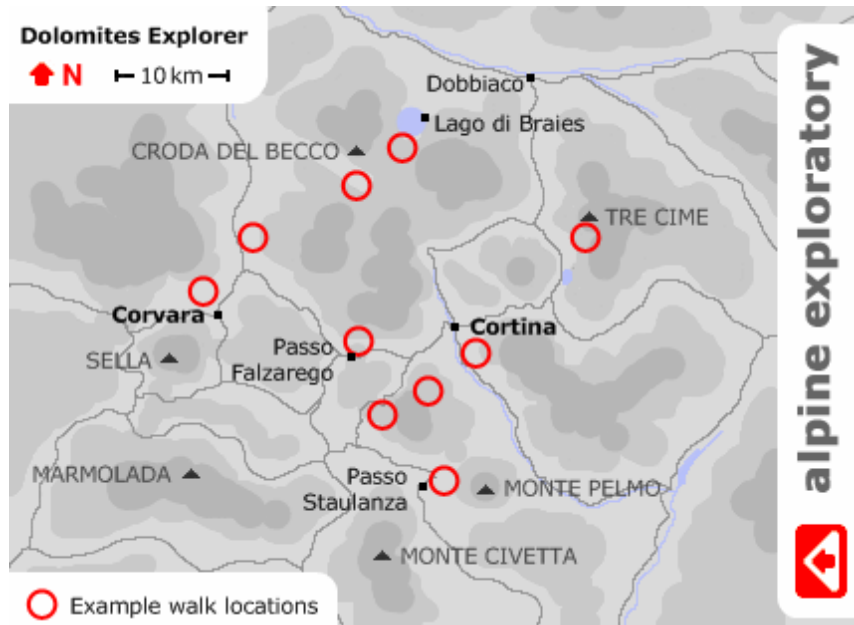 Dolomites Explorer
N
10 km
Dobbiaco
Lago di Braies
CRODA DEL BECCO
TRE CIME
Corvara
Cortina
Passo
Falzarego
SELLA
MARMOLADA
Passo
Staulanza
MONTE PELMO
MONTE CIVETTA
Example walk locations
alpine exploratory